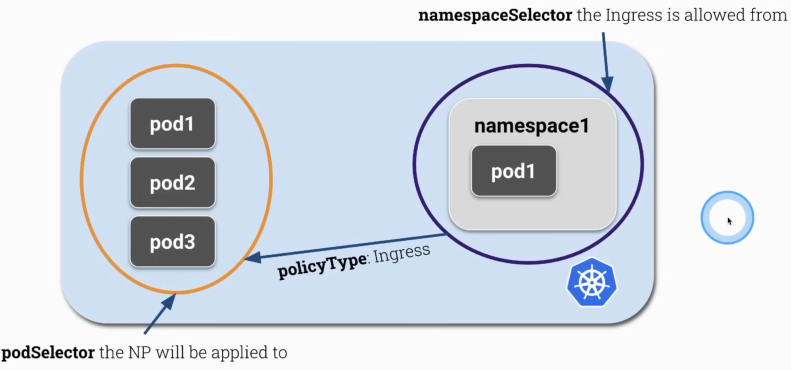 namespaceSelector the Ingress is allowed from
pod1
pod2
pod3
namespace1
pod1
policyType: Ingress
podSelector the NP will be applied to